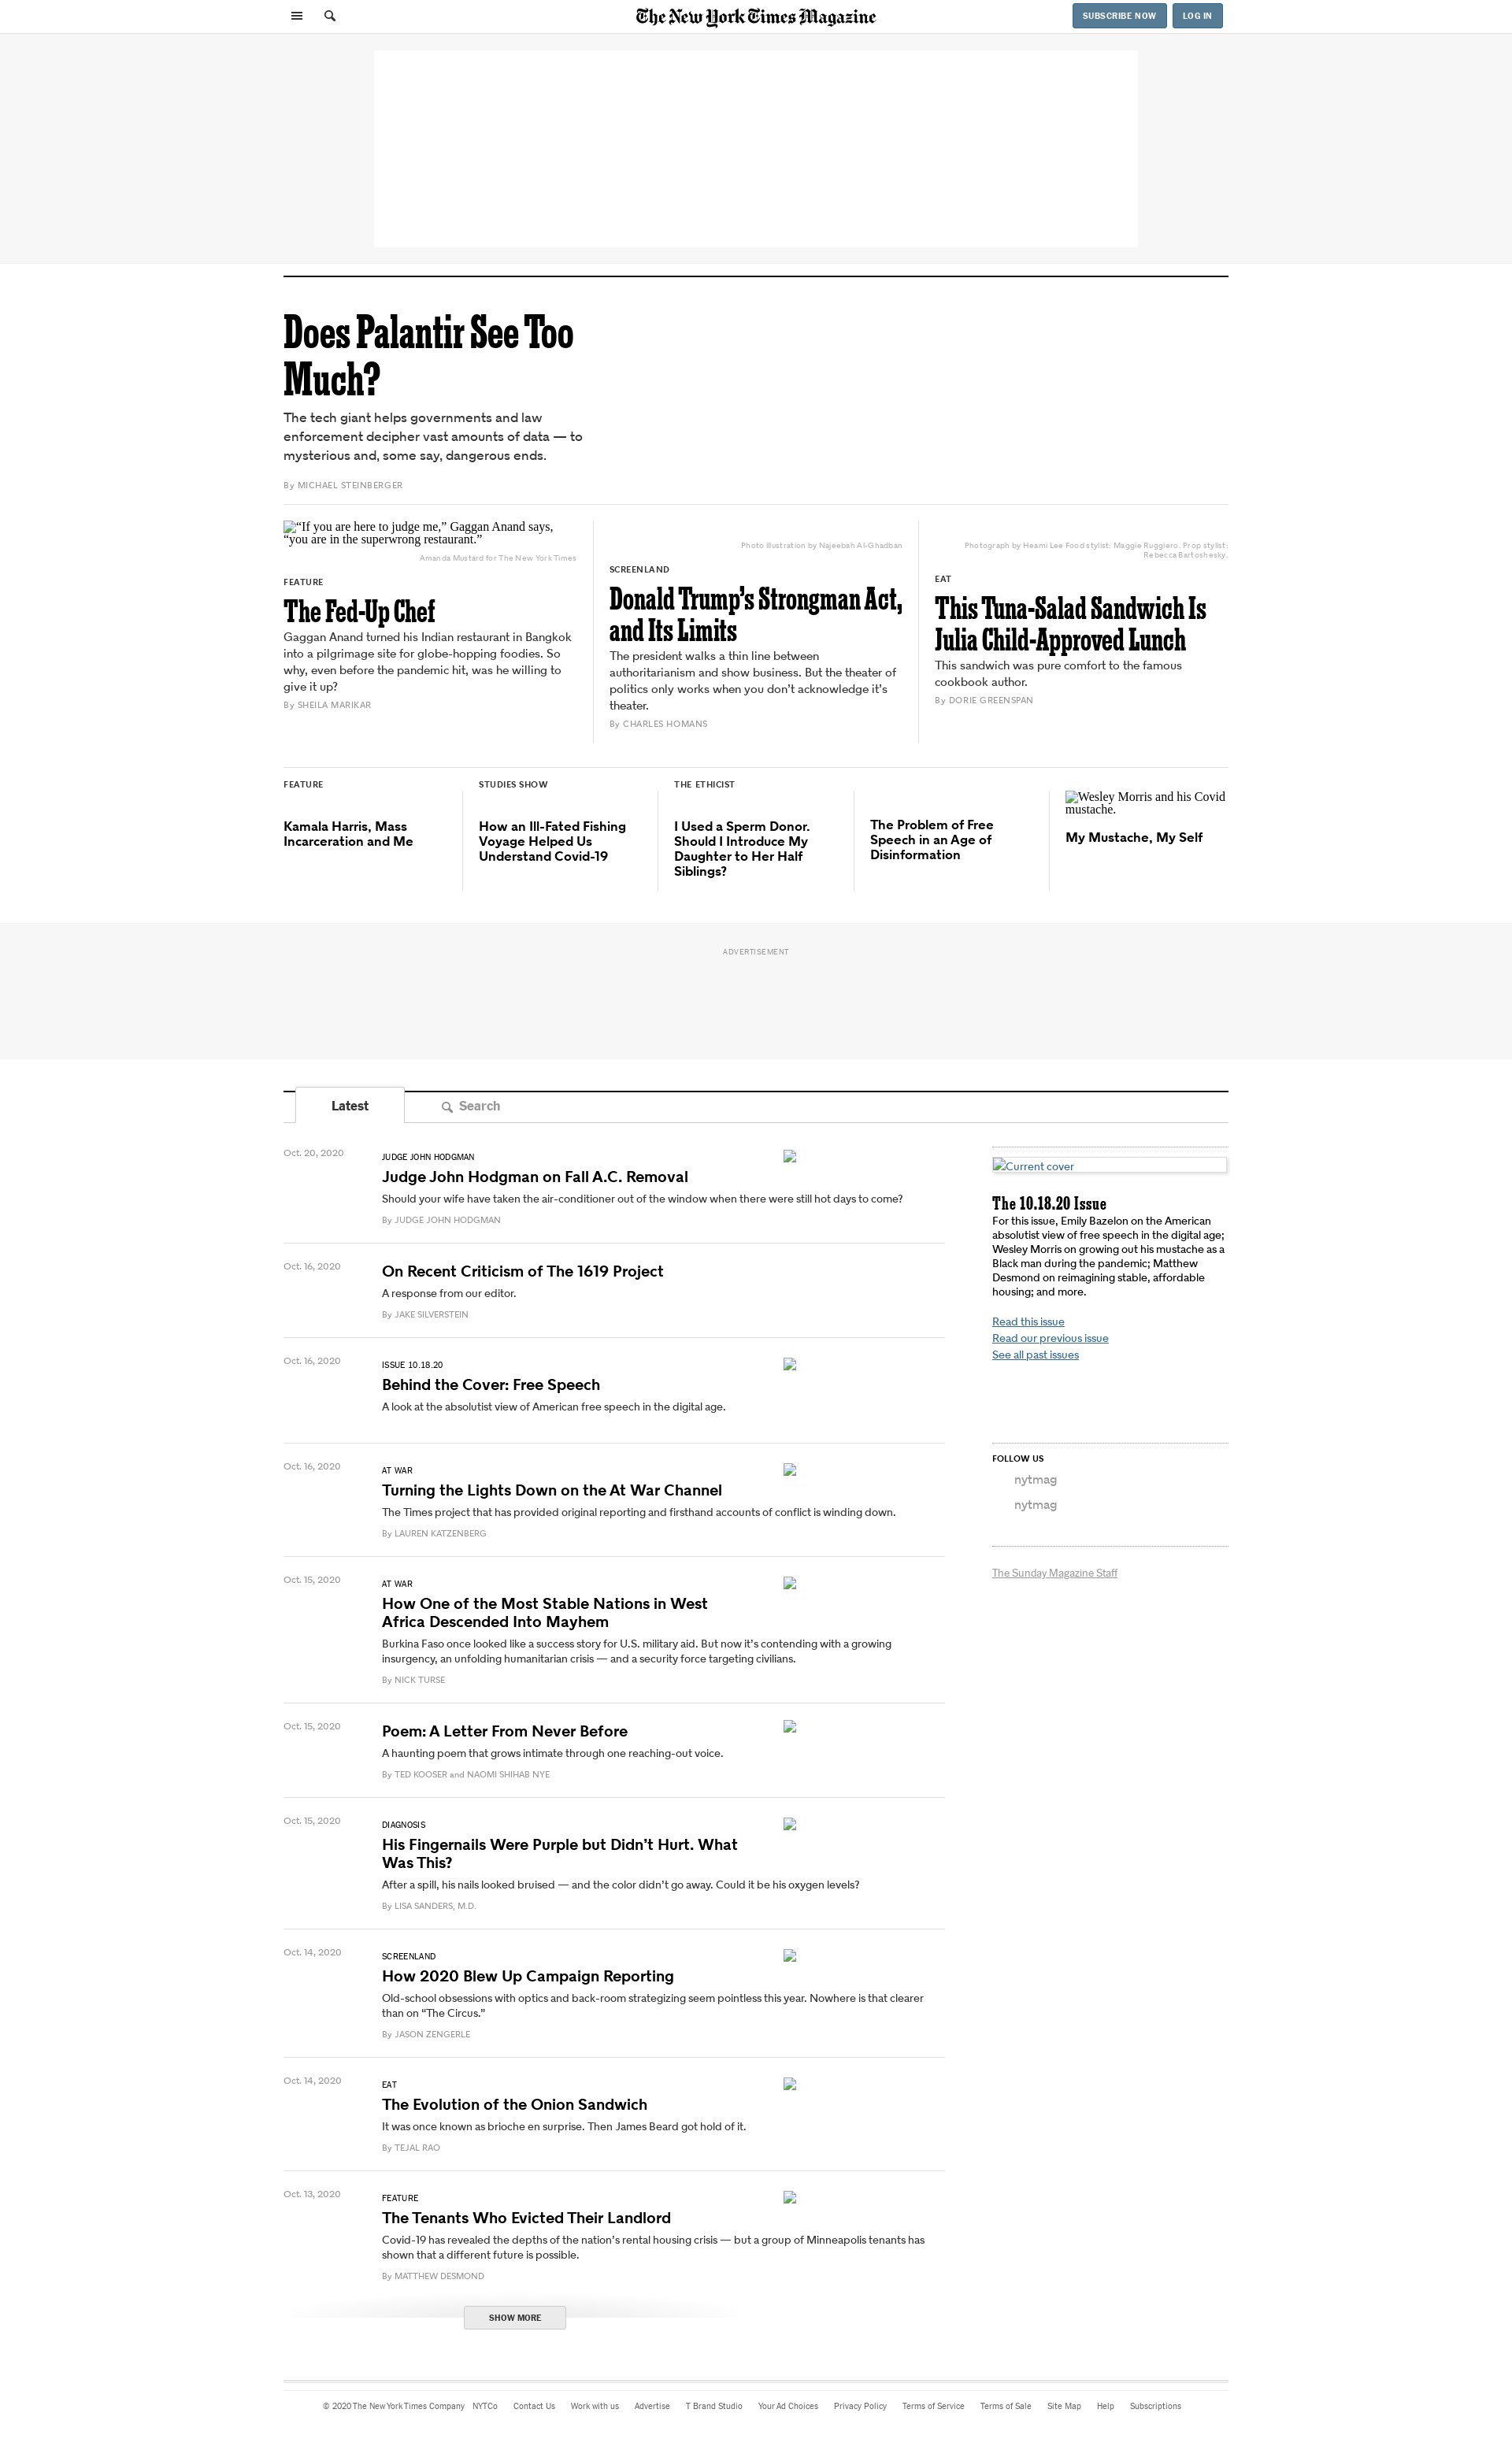 The New York Times Magazine
SUBSCRIBE NOW
LOG IN
Does Palantir See Too
Much?
The tech giant helps governments and law
enforcement decipher vast amounts of data — to
mysterious and, some say, dangerous ends.
By MICHAEL STEINBERGER
“If you are here to judge me,” Gaggan Anand says,
“you are in the superwrong restaurant.”
Amanda Mustard for The New York Times
FEATURE
The Fed-Up Chef
Gaggan Anand turned his Indian restaurant in Bangkok
into a pilgrimage site for globe-hopping foodies. So
why, even before the pandemic hit, was he willing to
give it up?
By SHEILA MARIKAR
Photo illustration by Najeebah Al-Ghadban
SCREENLAND
Donald Trump’s Strongman Act,
and Its Limits
The president walks a thin line between
authoritarianism and show business. But the theater of
politics only works when you don’t acknowledge it’s
theater.
By CHARLES HOMANS
Photograph by Heami Lee Food stylist: Maggie Ruggiero. Prop stylist:
Rebecca Bartoshesky.
EAT
This Tuna-Salad Sandwich Is
Julia Child-Approved Lunch
This sandwich was pure comfort to the famous
cookbook author.
By DORIE GREENSPAN
FEATURE
Kamala Harris, Mass
Incarceration and Me
STUDIES SHOW
How an Ill-Fated Fishing
Voyage Helped Us
Understand Covid-19
THE ETHICIST
I Used a Sperm Donor.
Should I Introduce My
Daughter to Her Half
Siblings?
The Problem of Free
Speech in an Age of
Disinformation
Wesley Morris and his Covid
mustache.
My Mustache, My Self
ADVERTISEMENT
Latest
Search
Oct. 20, 2020
JUDGE JOHN HODGMAN
Judge John Hodgman on Fall A.C. Removal
Should your wife have taken the air-conditioner out of the window when there were still hot days to come?
By JUDGE JOHN HODGMAN
Oct. 16, 2020
On Recent Criticism of The 1619 Project
A response from our editor.
By JAKE SILVERSTEIN
Oct. 16, 2020
ISSUE 10.18.20
Behind the Cover: Free Speech
A look at the absolutist view of American free speech in the digital age.
Oct. 16, 2020
AT WAR
Turning the Lights Down on the At War Channel
The Times project that has provided original reporting and firsthand accounts of conflict is winding down.
By LAUREN KATZENBERG
Oct. 15, 2020
AT WAR
How One of the Most Stable Nations in West
Africa Descended Into Mayhem
Burkina Faso once looked like a success story for U.S. military aid. But now it’s contending with a growing
insurgency, an unfolding humanitarian crisis — and a security force targeting civilians.
By NICK TURSE
Oct. 15, 2020
Poem: A Letter From Never Before
A haunting poem that grows intimate through one reaching-out voice.
By TED KOOSER and NAOMI SHIHAB NYE
Oct. 15, 2020
DIAGNOSIS
His Fingernails Were Purple but Didn’t Hurt. What
Was This?
After a spill, his nails looked bruised — and the color didn’t go away. Could it be his oxygen levels?
By LISA SANDERS, M.D.
Oct. 14, 2020
SCREENLAND
How 2020 Blew Up Campaign Reporting
Old-school obsessions with optics and back-room strategizing seem pointless this year. Nowhere is that clearer
than on “The Circus.”
By JASON ZENGERLE
Oct. 14, 2020
EAT
The Evolution of the Onion Sandwich
It was once known as brioche en surprise. Then James Beard got hold of it.
By TEJAL RAO
Oct. 13, 2020
FEATURE
The Tenants Who Evicted Their Landlord
Covid-19 has revealed the depths of the nation’s rental housing crisis — but a group of Minneapolis tenants has
shown that a different future is possible.
By MATTHEW DESMOND
SHOW MORE
Current cover
The 10.18.20 Issue
For this issue, Emily Bazelon on the American
absolutist view of free speech in the digital age;
Wesley Morris on growing out his mustache as a
Black man during the pandemic; Matthew
Desmond on reimagining stable, affordable
housing; and more.
Read this issue
Read our previous issue
See all past issues
FOLLOW US
nytmag
nytmag
The Sunday Magazine Staff
© 2020 The New York Times Company NYTCo Contact Us Work with us Advertise T Brand Studio Your Ad Choices Privacy Policy Terms of Service Terms of Sale Site Map Help Subscriptions